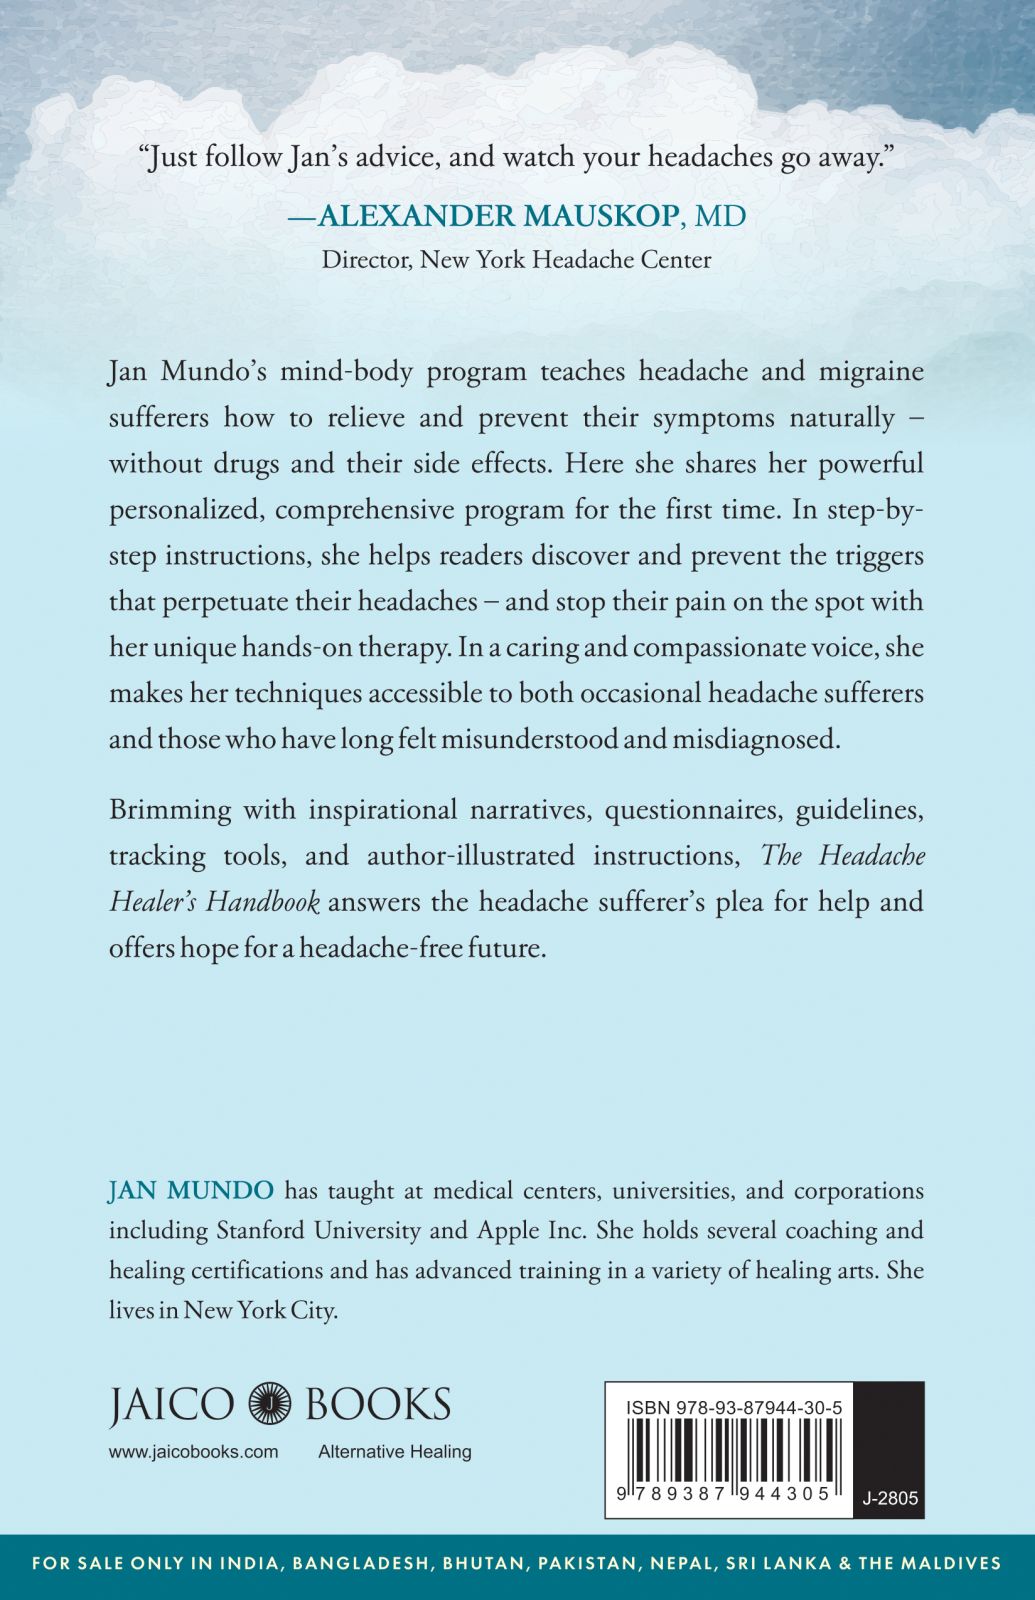 “Just follow Jan’s advice, and watch your headaches go away.”
—ALEXANDER MAUSKOP, MD
Director, New York Headache Center
Jan Mundo’s mind-body program teaches headache and migraine
sufferers how to relieve and prevent their symptoms naturally –
without drugs and their side effects. Here she shares her powerful
personalized, comprehensive program for the first time. In step-by-
step instructions, she helps readers discover and prevent the triggers
that perpetuate their headaches – and stop their pain on the spot with
her unique hands-on therapy. In a caring and compassionate voice, she
makes her techniques accessible to both occasional headache sufferers
and those who have long felt misunderstood and misdiagnosed.
Brimming with inspirational narratives, questionnaires, guidelines,
tracking tools, and author-illustrated instructions, The Headache
Healer’s Handbook answers the headache sufferer’s plea for help and
offers hope for a headache-free future.
JAN MUNDO has taught at medical centers, universities, and corporations
including Stanford University and Apple Inc. She holds several coaching and
healing certifications and has advanced training in a variety of healing arts. She
lives in New York City.
JAICO J BOOKS
www.jaicobooks.com Alternative Healing
ISBN 978-93-87944-30-5
9 789387 944305
J-2805
FOR SALE ONLY IN INDIA, BANGLADESH, BHUTAN, PAKISTAN, NEPAL, SRI LANKA & THE MALDIVES